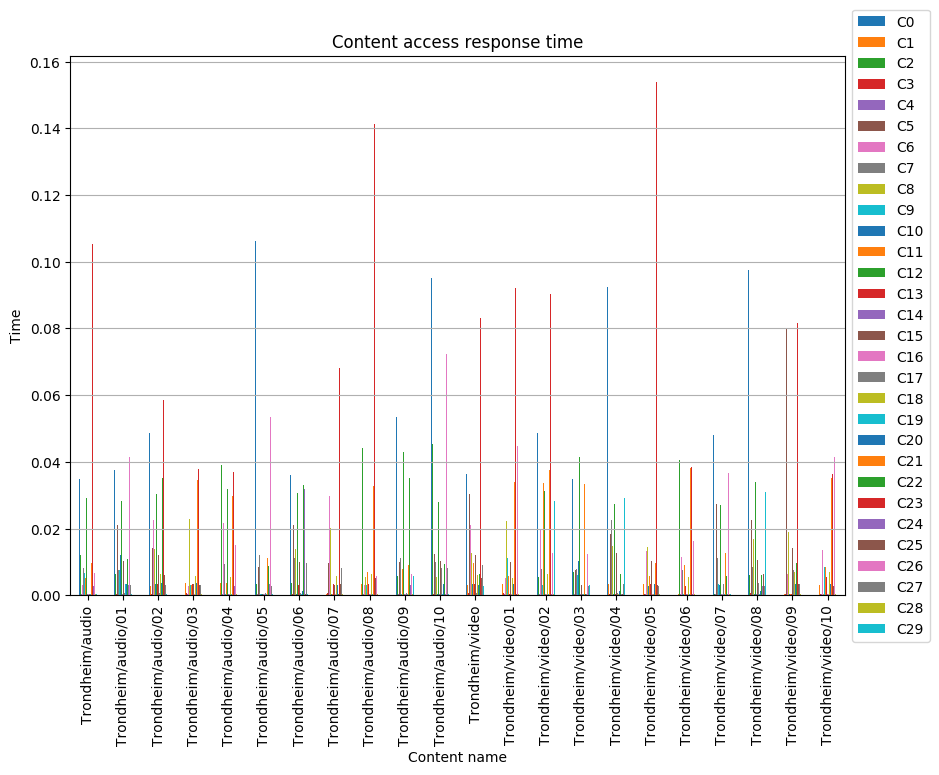 Content access response time
Time
0.16
0.14
0.12
0.10
0.08
0.06
0.04
0.02
0.00
Trondheim/audio
Trondheim/audio/01
Trondheim/audio/02
Trondheim/audio/03
Trondheim/audio/04
Trondheim/audio/05
Trondheim/audio/06
Trondheim/audio/07
Trondheim/audio/08
Trondheim/audio/09
Trondheim/audio/10
Trondheim/video
Trondheim/video/01
Trondheim/video/02
Trondheim/video/03
Trondheim/video/04
Trondheim/video/05
Trondheim/video/06
Trondheim/video/07
Trondheim/video/08
Trondheim/video/09
Trondheim/video/10
Content name
C0
C1
C2
C3
C4
C5
C6
C7
C8
C9
C10
C11
C12
C13
C14
C15
C16
C17
C18
C19
C20
C21
C22
C23
C24
C25
C26
C27
C28
C29